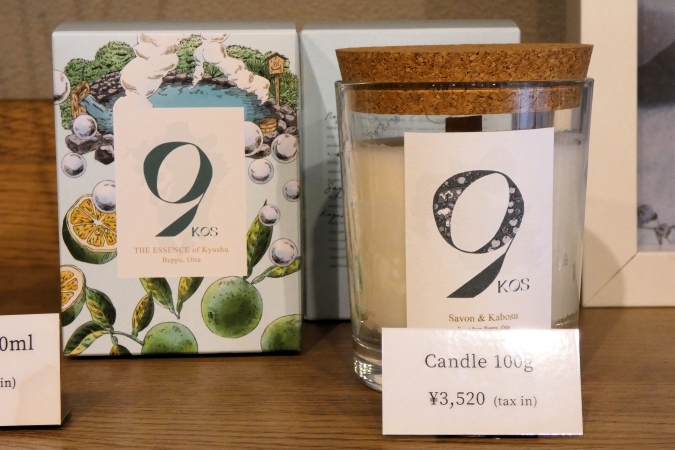 9
KOS
THE ESSENCE of Kyushu
Beppu, Oita
9
KOS
Savon & Kabosu
Candle 100g
¥3,520 (tax in)
0ml
in)